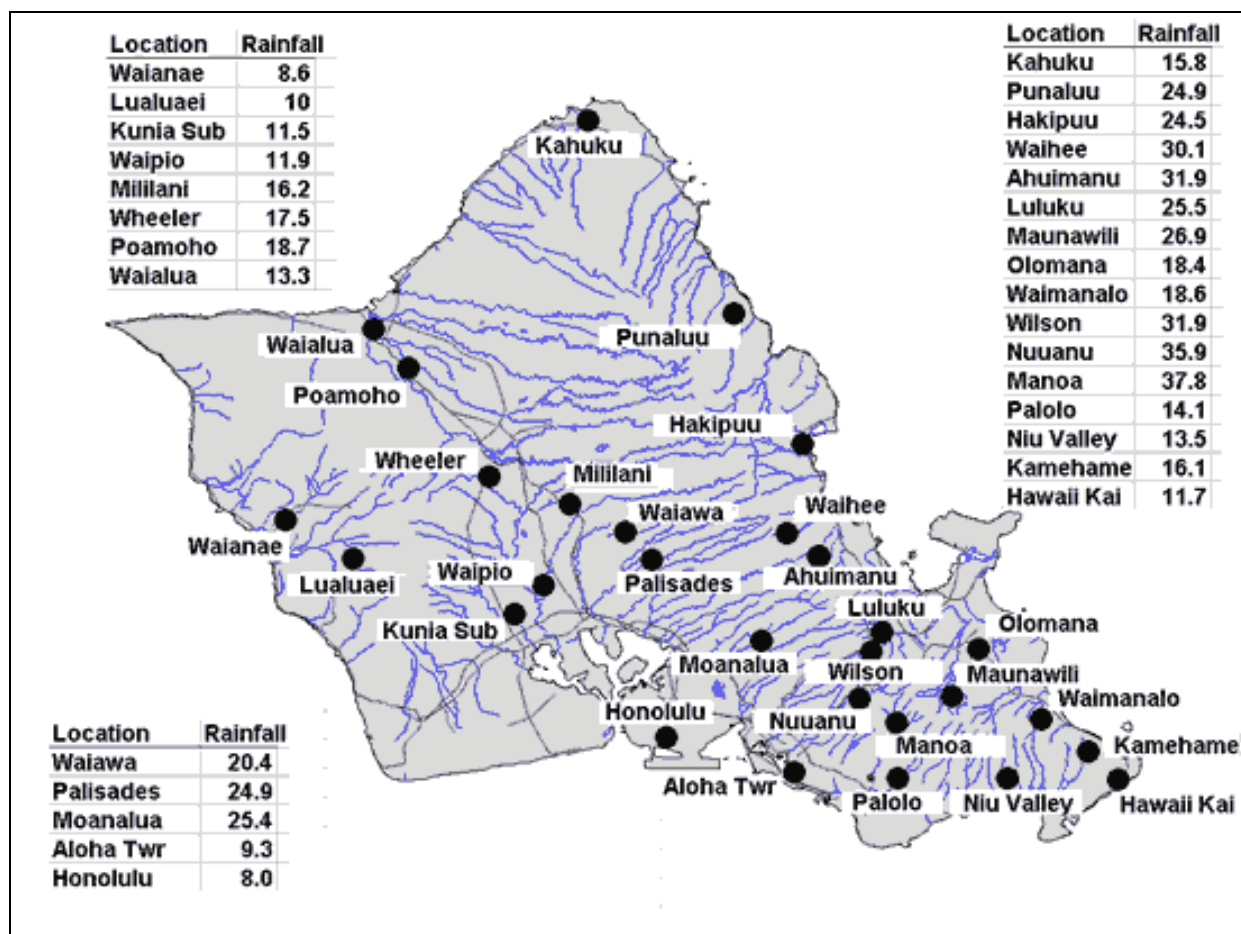 Location Rainfall
Waianae 8.6
Lualuaei 10
Kunia Sub 11.5
Waipio 11.9
Mililani 16.2
Wheeler 17.5
Poamoho 18.7
Waialua 13.3
Location Rainfall
Kahuku 15.8
Punaluu 24.9
Hakipuu 24.5
Waihee 30.1
Ahuimanu 31.9
Luluku 25.5
Maunawili 26.9
Olomana 18.4
Waimanalo 18.6
Wilson 31.9
Nuuanu 35.9
Manoa 37.8
Palolo 14.1
Niu Valley 13.5
Kamehame 16.1
Hawaii Kai 11.7
Kahuku
Waialua
Punaluu
Poamoho
Hakipuu
Wheeler
Mililani
Waiawa
Waihee
Waianae
Lualuaei
Waipio
Palisades
Ahuimanu
Luluku
Kunia Sub
Olomana
Moanalua
Wilson
Maunawili
Waimanalo
Honolulu
Nuuanu
Manoa
Kamehame
Aloha Twr
Palolo
Niu Valley
Hawaii Kai
Location Rainfall
Waiawa 20.4
Palisades 24.9
Moanalua 25.4
Aloha Twr 9.3
Honolulu 8.0